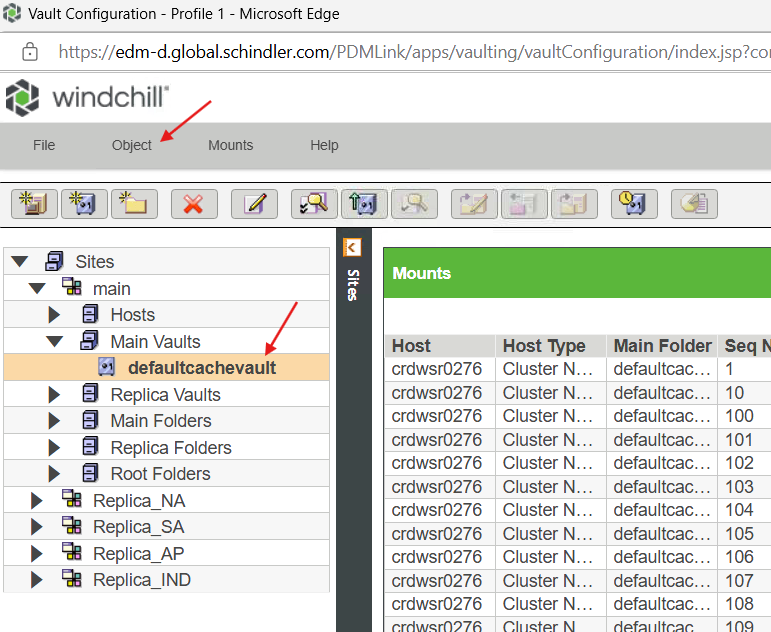 Vault Configuration - Profile 1 - Microsoft Edge
https://edm-d.global.schindler.com/PDMLink/apps/vaulting/vaultConfiguration/index.jsp?co
windchill
File Object Mounts Help
Sites
main
Hosts
Main Vaults
defaultcachevault
Replica Vaults
Main Folders
Replica Folders
Root Folders
Replica_NA
Replica_SA
Replica_AP
Replica_IND
Sites
Mounts
Host Host Type Main Folder Seq N
crdwsr0276 Cluster N... defaultcac... 1
crdwsr0276 Cluster N... defaultcac... 10
crdwsr0276 Cluster N... defaultcac... 100
crdwsr0276 Cluster N... defaultcac... 101
crdwsr0276 Cluster N... defaultcac... 102
crdwsr0276 Cluster N... defaultcac... 103
crdwsr0276 Cluster N... defaultcac... 104
crdwsr0276 Cluster N... defaultcac... 105
crdwsr0276 Cluster N... defaultcac... 106
crdwsr0276 Cluster N... defaultcac... 107
crdwsr0276 Cluster N... defaultcac... 108
crdwsr0276 Cluster N... defaultcac... 109